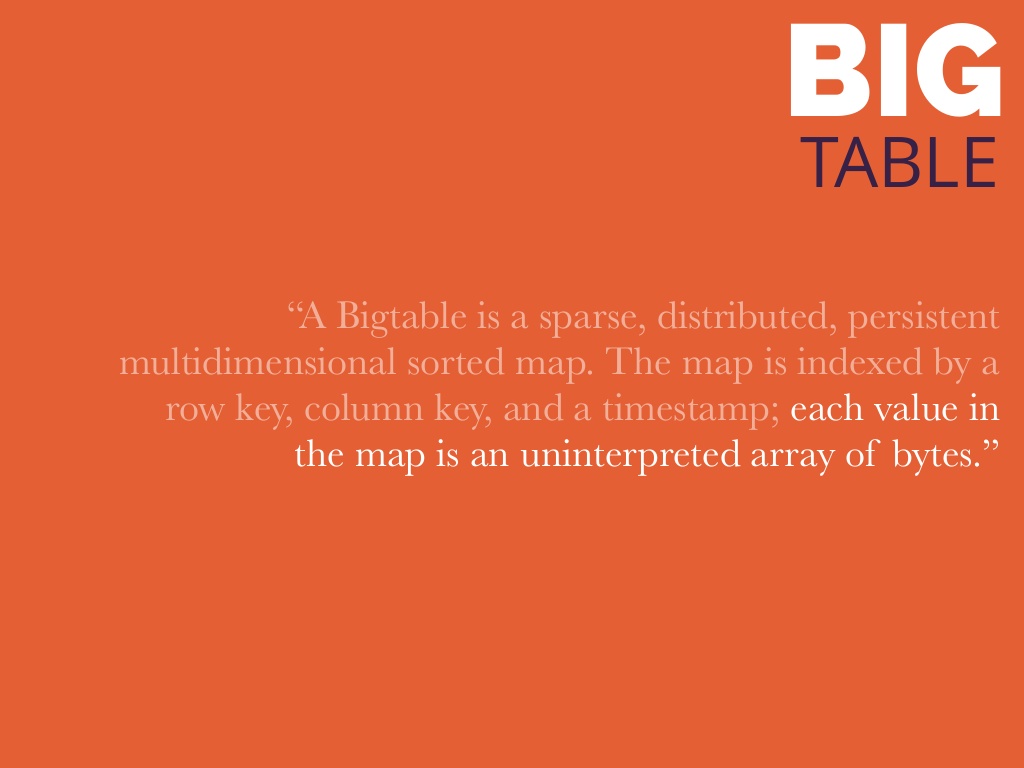 BIG
TABLE
“A Bigtable is a sparse, distributed, persistent
multidimensional sorted map. The map is indexed by a
row key, column key, and a timestamp; each value in
the map is an uninterpreted array of bytes.”